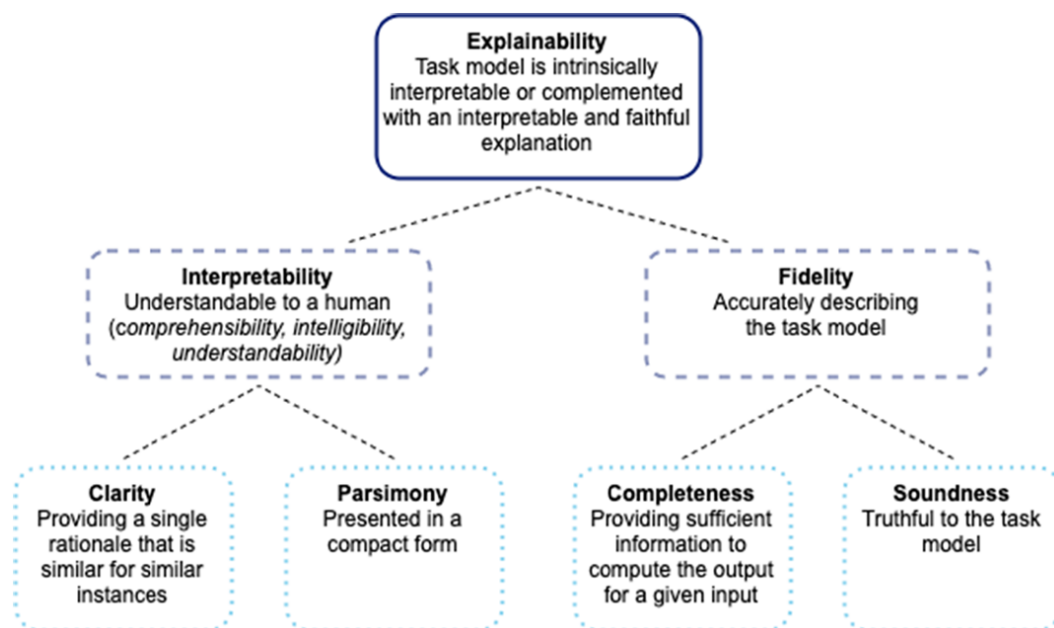 Explainability
Task model is intrinsically
interpretable or complemented
with an interpretable and faithful
explanation
Interpretability
Understandable to a human
(comprehensibility, intelligibility,
understandability)
Fidelity
Accurately describing
the task model
Clarity
Providing a single
rationale that is
similar for similar
instances
Parsimony
Presented in a
compact form
Completeness
Providing sufficient
information to
compute the output
for a given input
Soundness
Truthful to the task
model